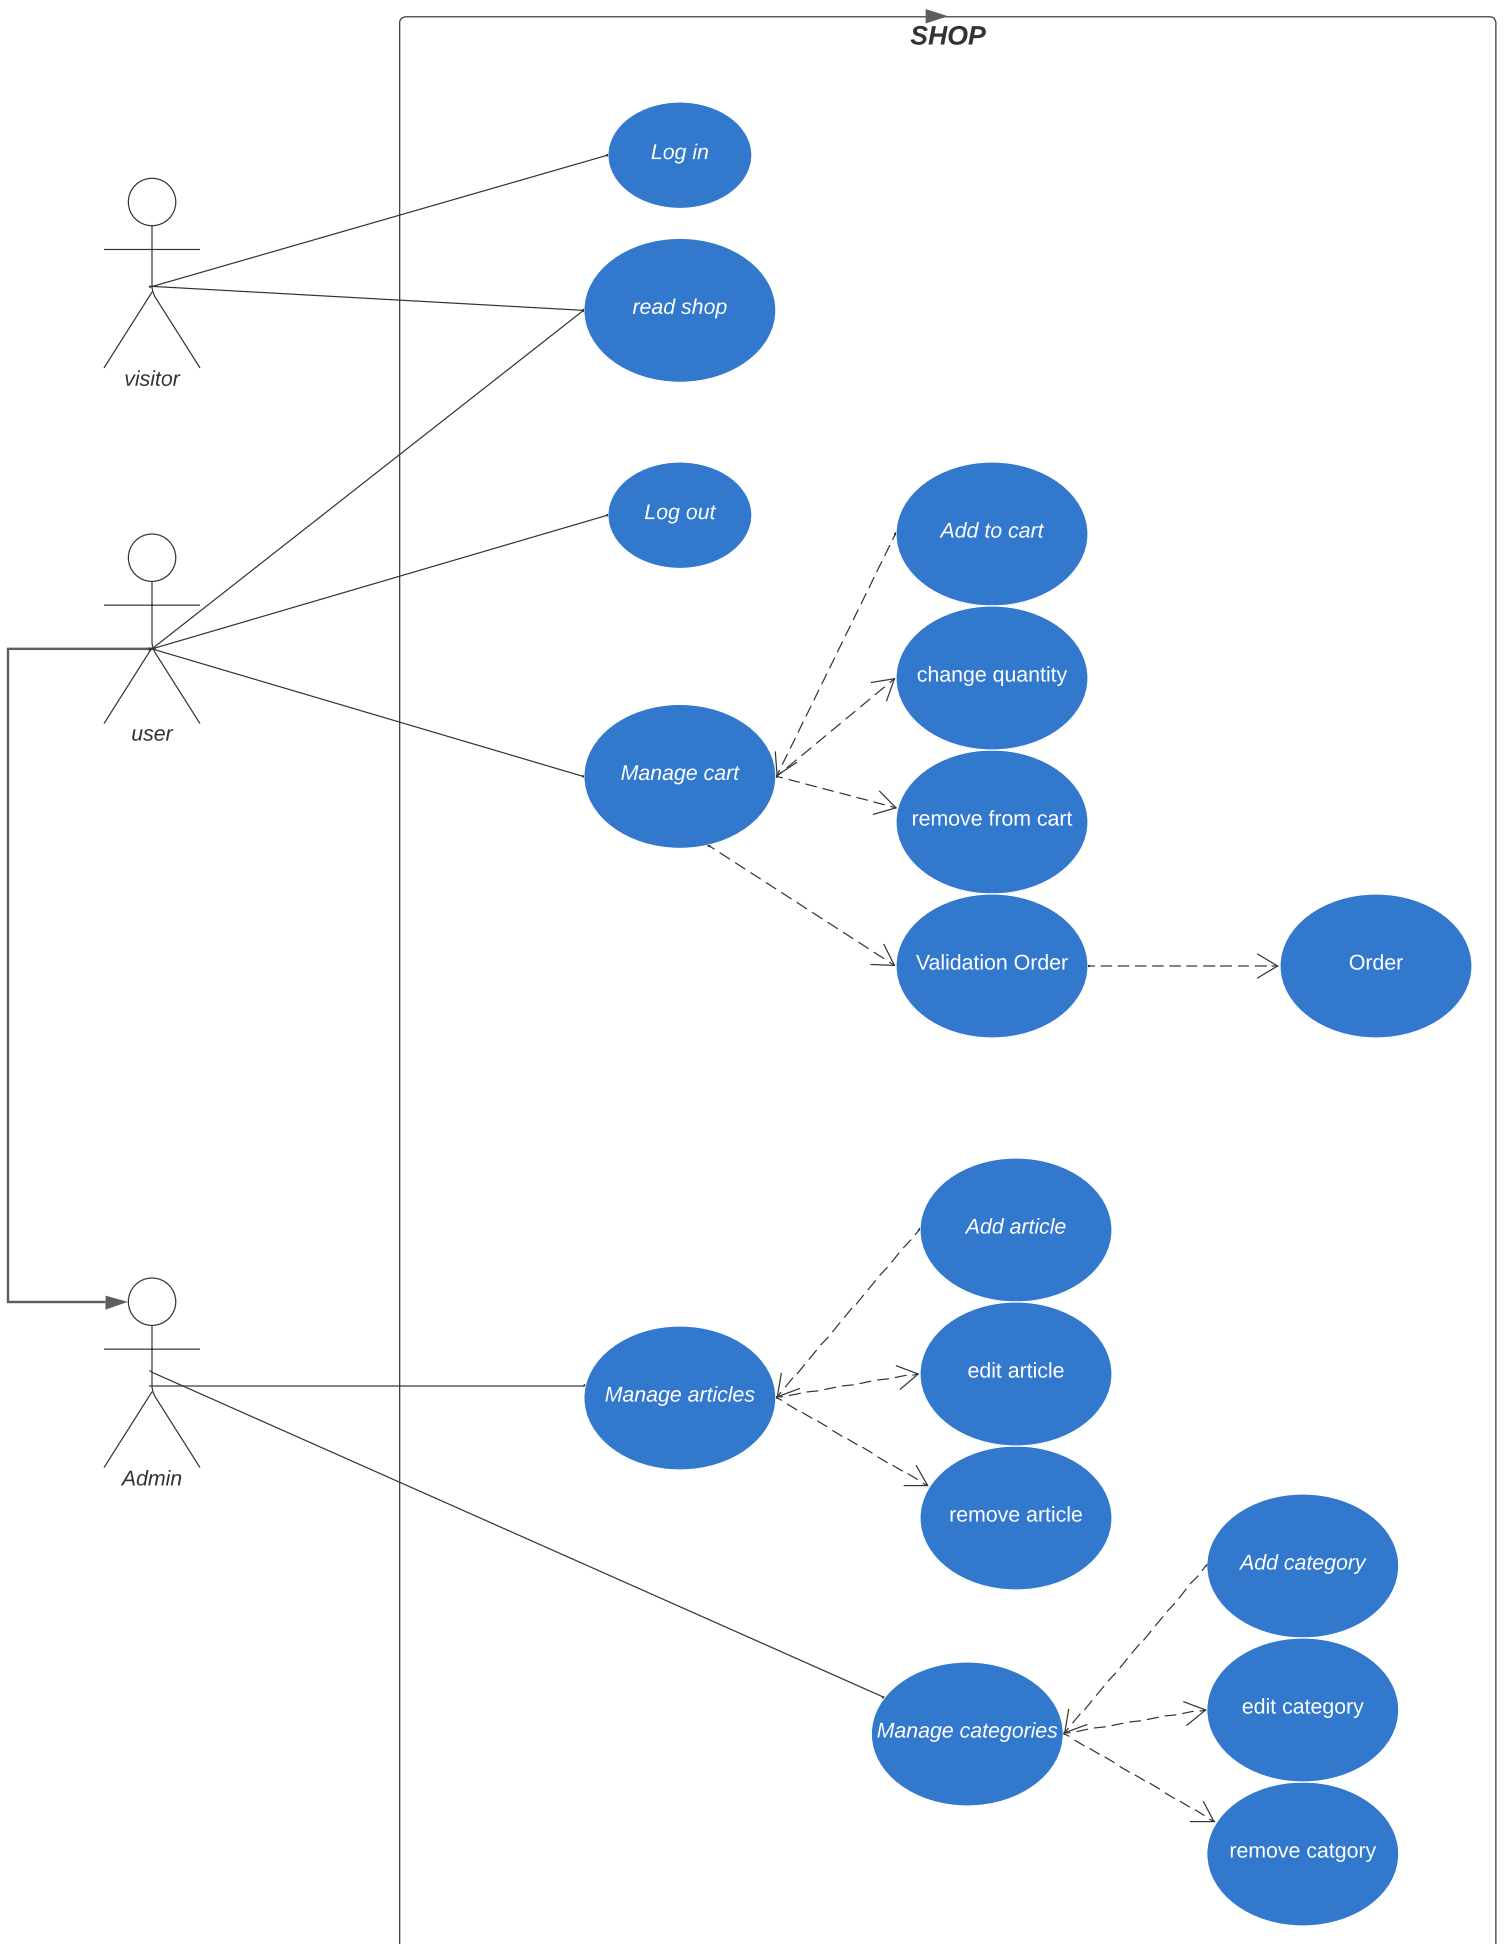 SHOP
Log in
read shop
visitor
Log out
Add to cart
user
change quantity
Manage cart
remove from cart
Validation Order
Order
Add article
edit article
Manage articles
Admin
remove article
Add category
edit category
Manage categories
remove catgory